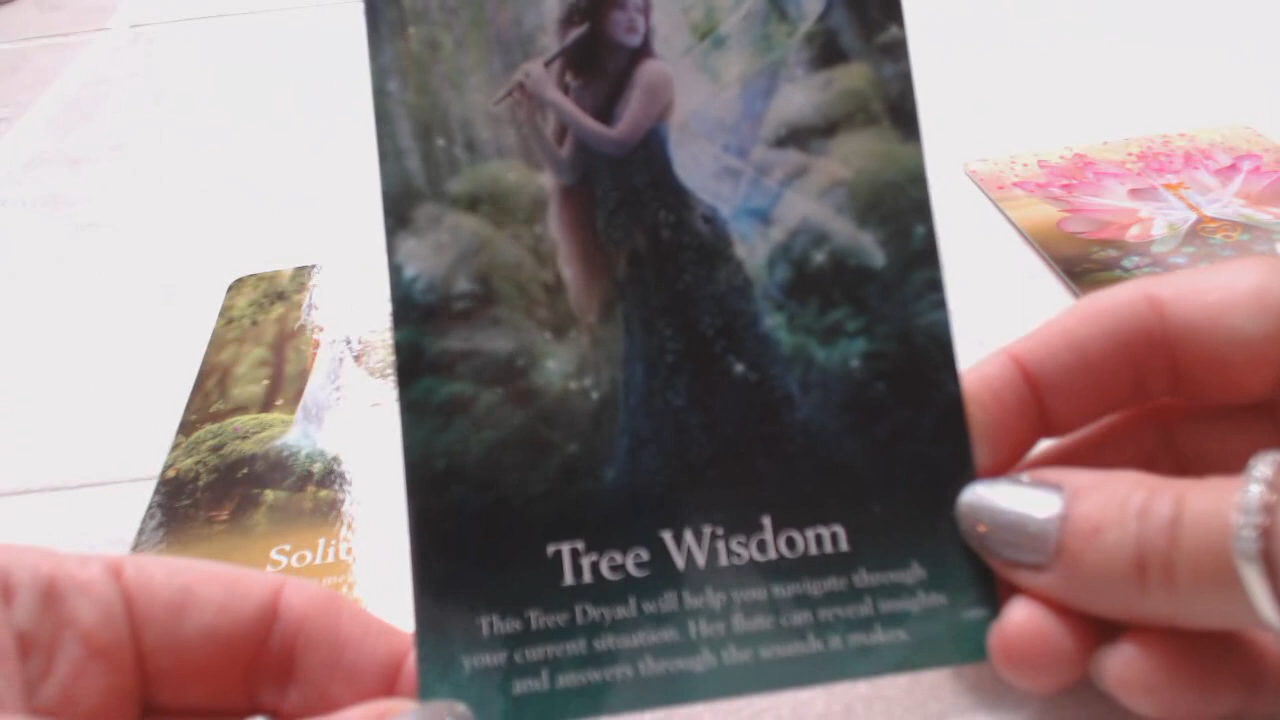 Tree Wisdom
This Tree Dryad will help you navigate through
your current situation. Her flute can reveal insights
and answers through the sounds it makes.
Solit
me